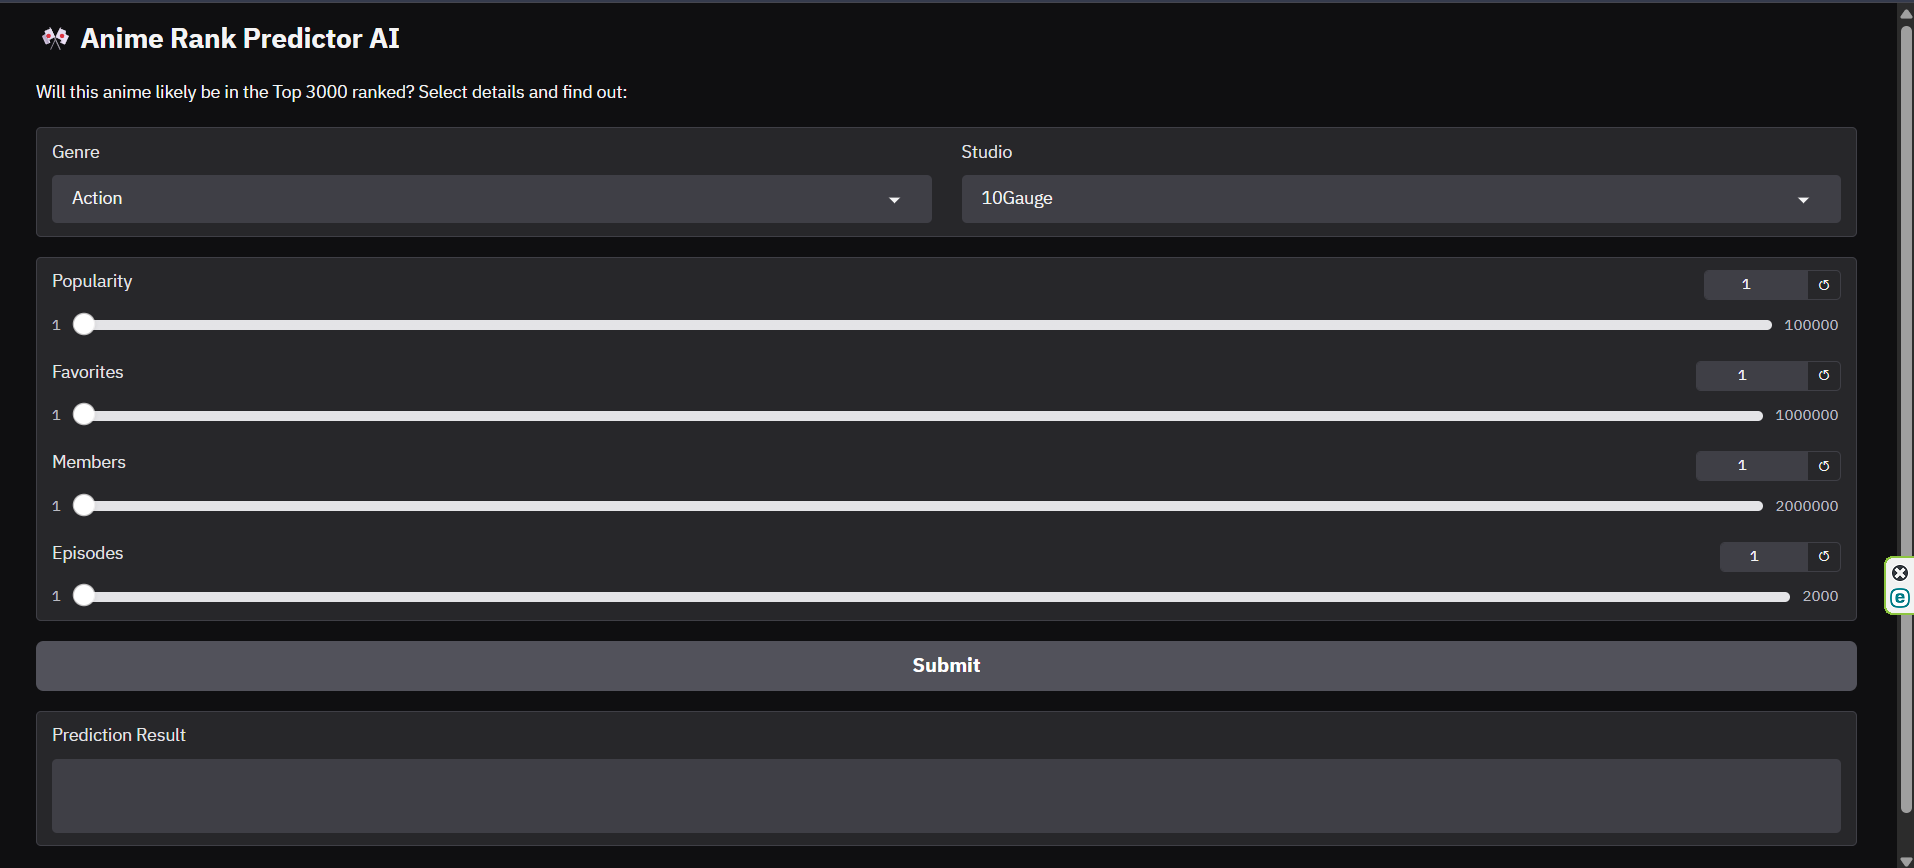 🎌 Anime Rank Predictor AI
Will this anime likely be in the Top 3000 ranked? Select details and find out:
Genre
Studio
Action
10Gauge
Popularity
1
1
100000
Favorites
1
1
1000000
Members
1
1
2000000
Episodes
1
1
2000
Submit
Prediction Result
e